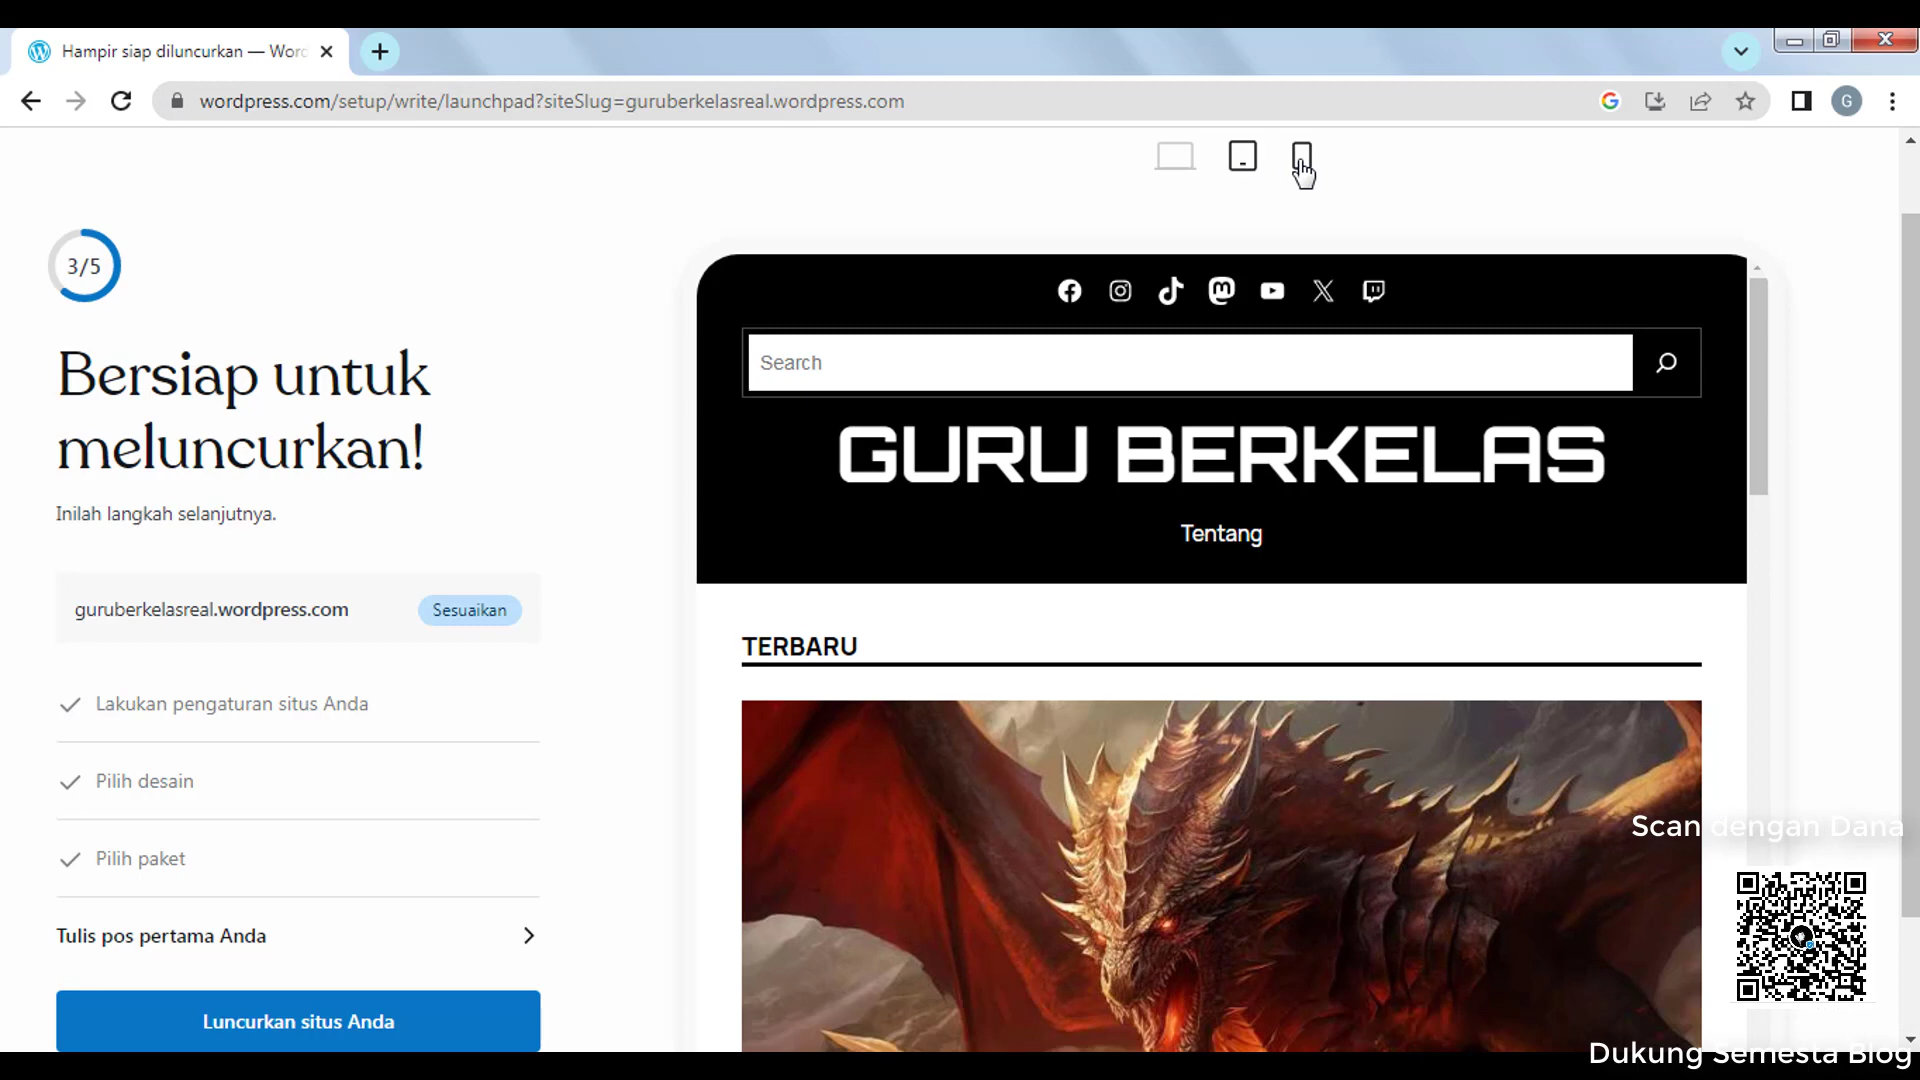 Hampir siap diluncurkan — Word
wordpress.com/setup/write/launchpad?siteSlug=guruberkelasreal.wordpress.com
G
3/5
Bersiap untuk
meluncurkan!
Inilah langkah selanjutnya.
guruberkelasreal.wordpress.com
Sesuaikan
Lakukan pengaturan situs Anda
Pilih desain
Pilih paket
Tulis pos pertama Anda
Luncurkan situs Anda
Search
GURU BERKELAS
Tentang
TERBARU
Scan dengan Dana
Dukung Semesta Blog